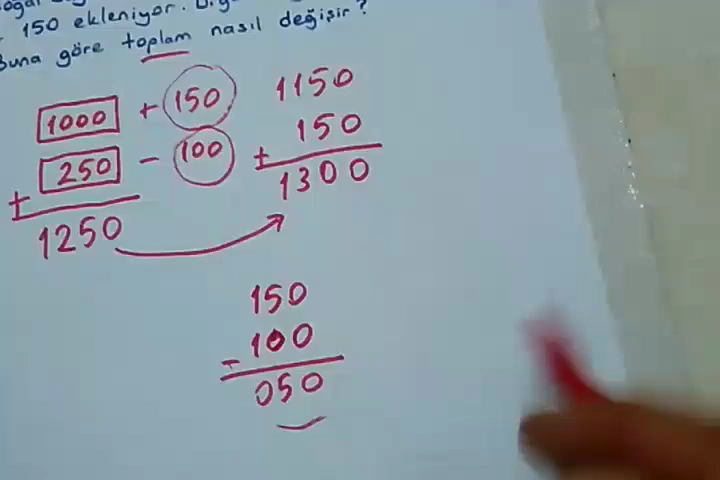 150 ekleniyor.
Buna göre toplam nasıl değişir?
1000 + 150
250 - 100
+
1250
1150
150
+
1300
150
100
-
050